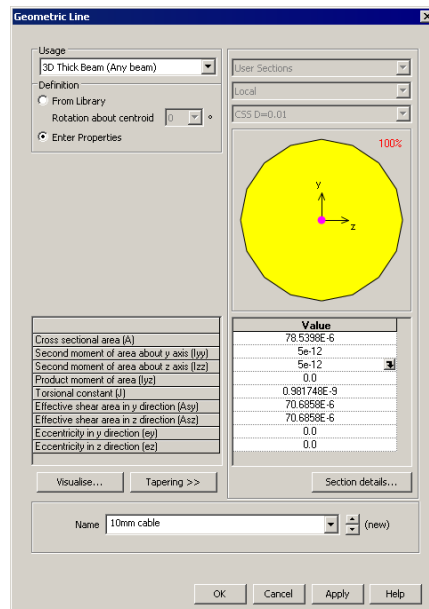 Geometric Line
Usage
3D Thick Beam (Any beam)
Definition
From Library
Rotation about centroid 0 °
Enter Properties
User Sections
Local
CSS D=0.01
100%
y
z
Value
Cross sectional area (A) 78.5398E-6
Second moment of area about y axis (Iyy) 5e-12
Second moment of area about z axis (Izz) 5e-12
Product moment of area (Iyz) 0.0
Torsional constant (J) 0.981748E-9
Effective shear area in y direction (Asy) 70.6858E-6
Effective shear area in z direction (Asz) 70.6858E-6
Eccentricity in y direction (ey) 0.0
Eccentricity in z direction (ez) 0.0
Visualise... Tapering >> Section details...
Name 10mm cable (new)
OK Cancel Apply Help